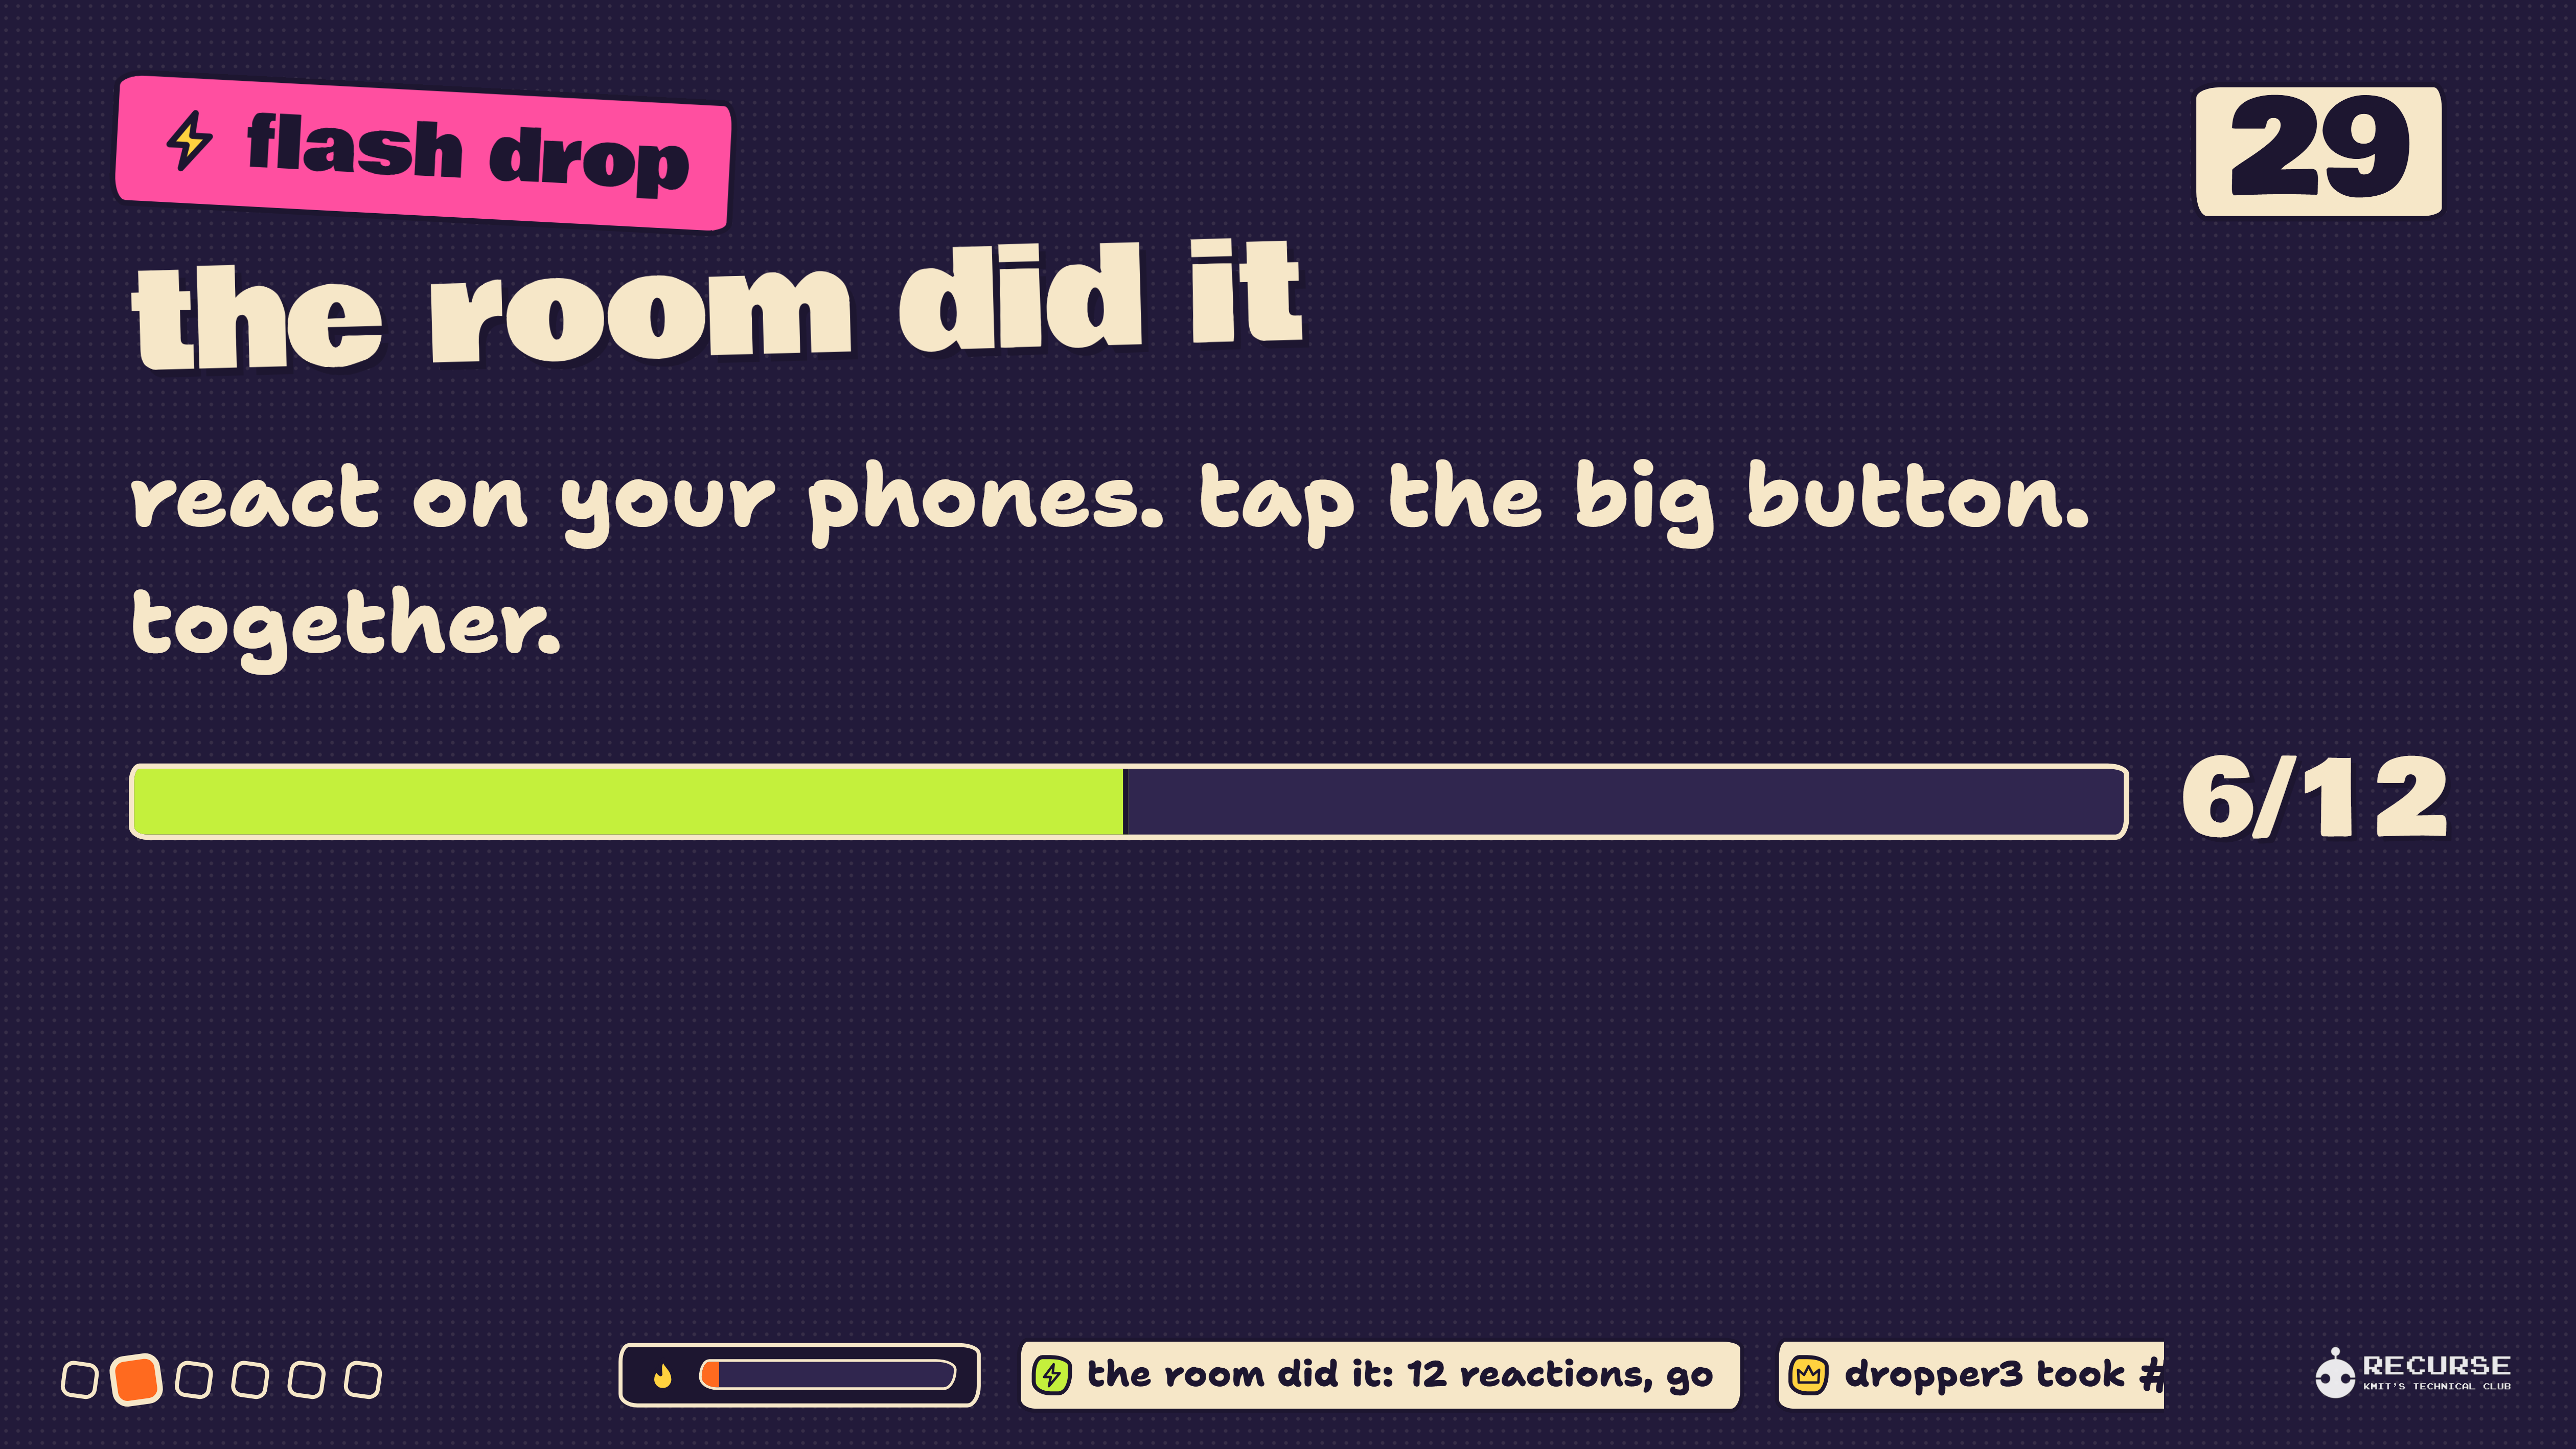 flash drop
29
the room did it
react on your phones. tap the big button.
together.
6/12
the room did it: 12 reactions, go
dropper3 took #
RECURSE
KMIT'S TECHNICAL CLUB